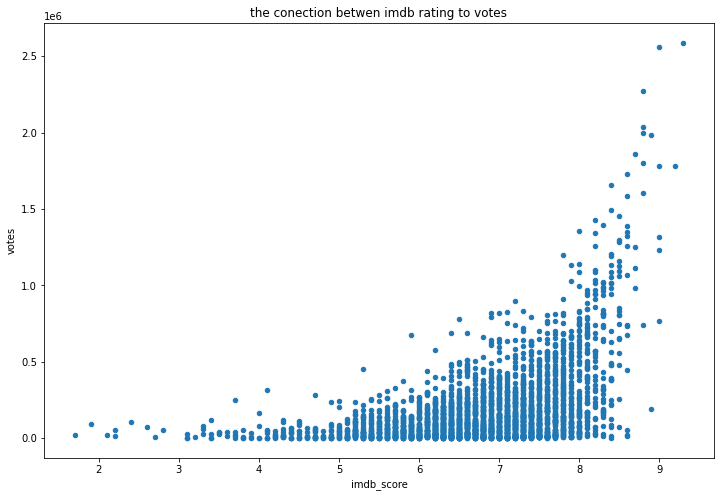 the conection betwen imdb rating to votes
1e6
2.5
2.0
1.5
1.0
0.5
0.0
votes
2 3 4 5 6 7 8 9
imdb_score